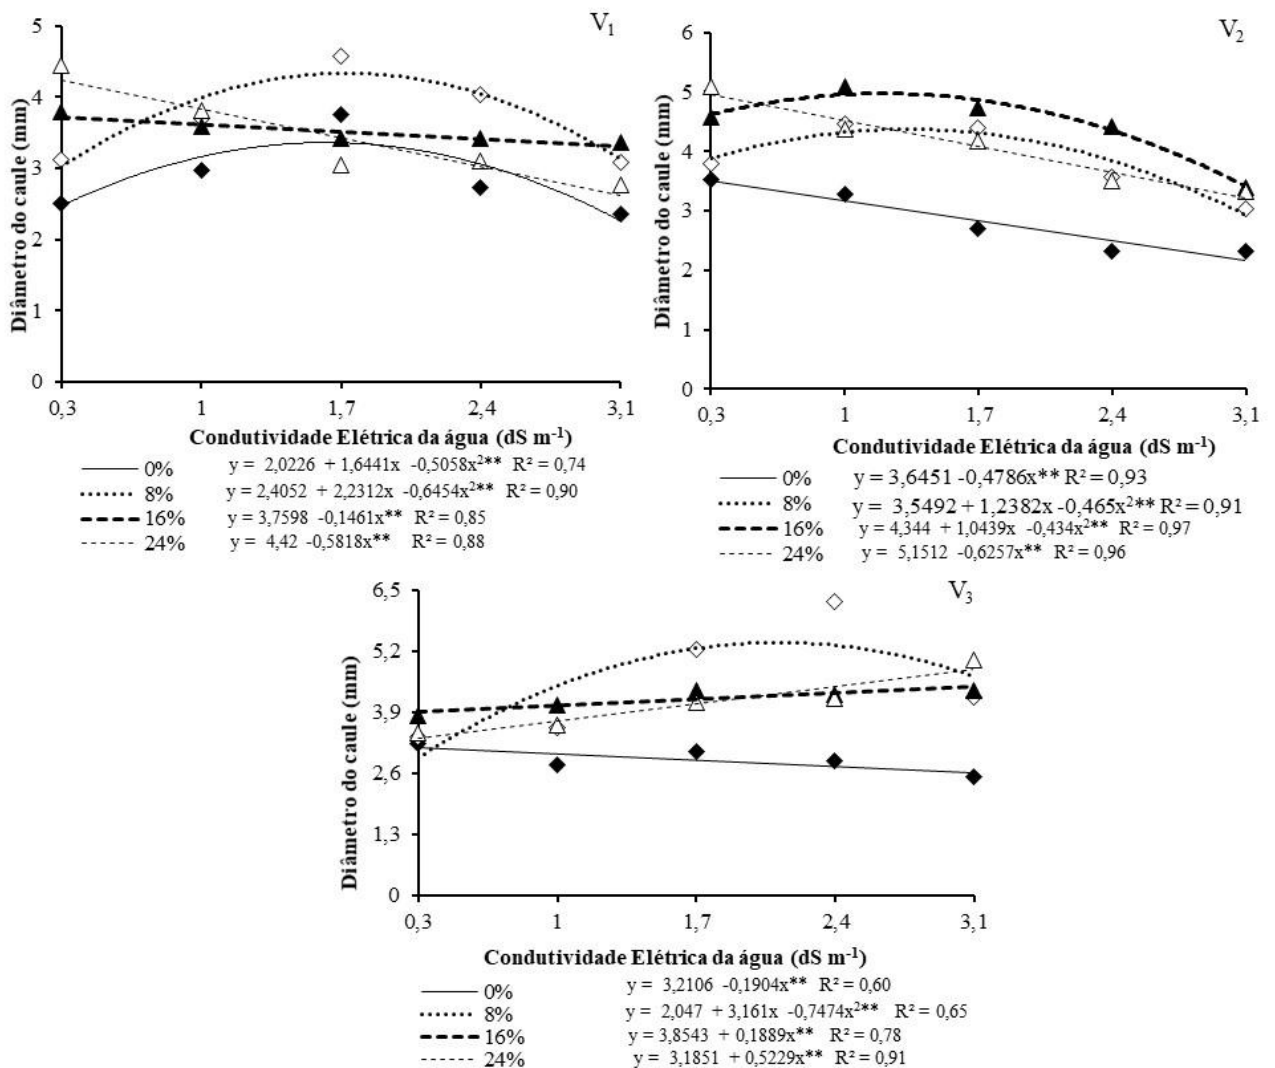 V₁
5
4
3
2
1
0
Diâmetro do caule (mm)
0,3 1 1,7 2,4 3,1
Condutividade Elétrica da água (dS m⁻¹)
0% y = 2,0226 + 1,6441x -0,5058x²** R² = 0,74
8% y = 2,4052 + 2,2312x -0,6454x²** R² = 0,90
16% y = 3,7598 -0,1461x** R² = 0,85
24% y = 4,42 -0,5818x** R² = 0,88
V₂
6
5
4
3
2
1
0
Diâmetro do caule (mm)
0,3 1 1,7 2,4 3,1
Condutividade Elétrica da água (dS m⁻¹)
0% y = 3,6451 -0,4786x** R² = 0,93
8% y = 3,5492 + 1,2382x -0,465x²** R² = 0,91
16% y = 4,344 + 1,0439x -0,434x²** R² = 0,97
24% y = 5,1512 -0,6257x** R² = 0,96
V₃
6,5
5,2
3,9
2,6
1,3
0
Diâmetro do caule (mm)
0,3 1 1,7 2,4 3,1
Condutividade Elétrica da água (dS m⁻¹)
0% y = 3,2106 -0,1904x** R² = 0,60
8% y = 2,047 + 3,161x -0,7474x²** R² = 0,65
16% y = 3,8543 + 0,1889x** R² = 0,78
24% y = 3,1851 + 0,5229x** R² = 0,91